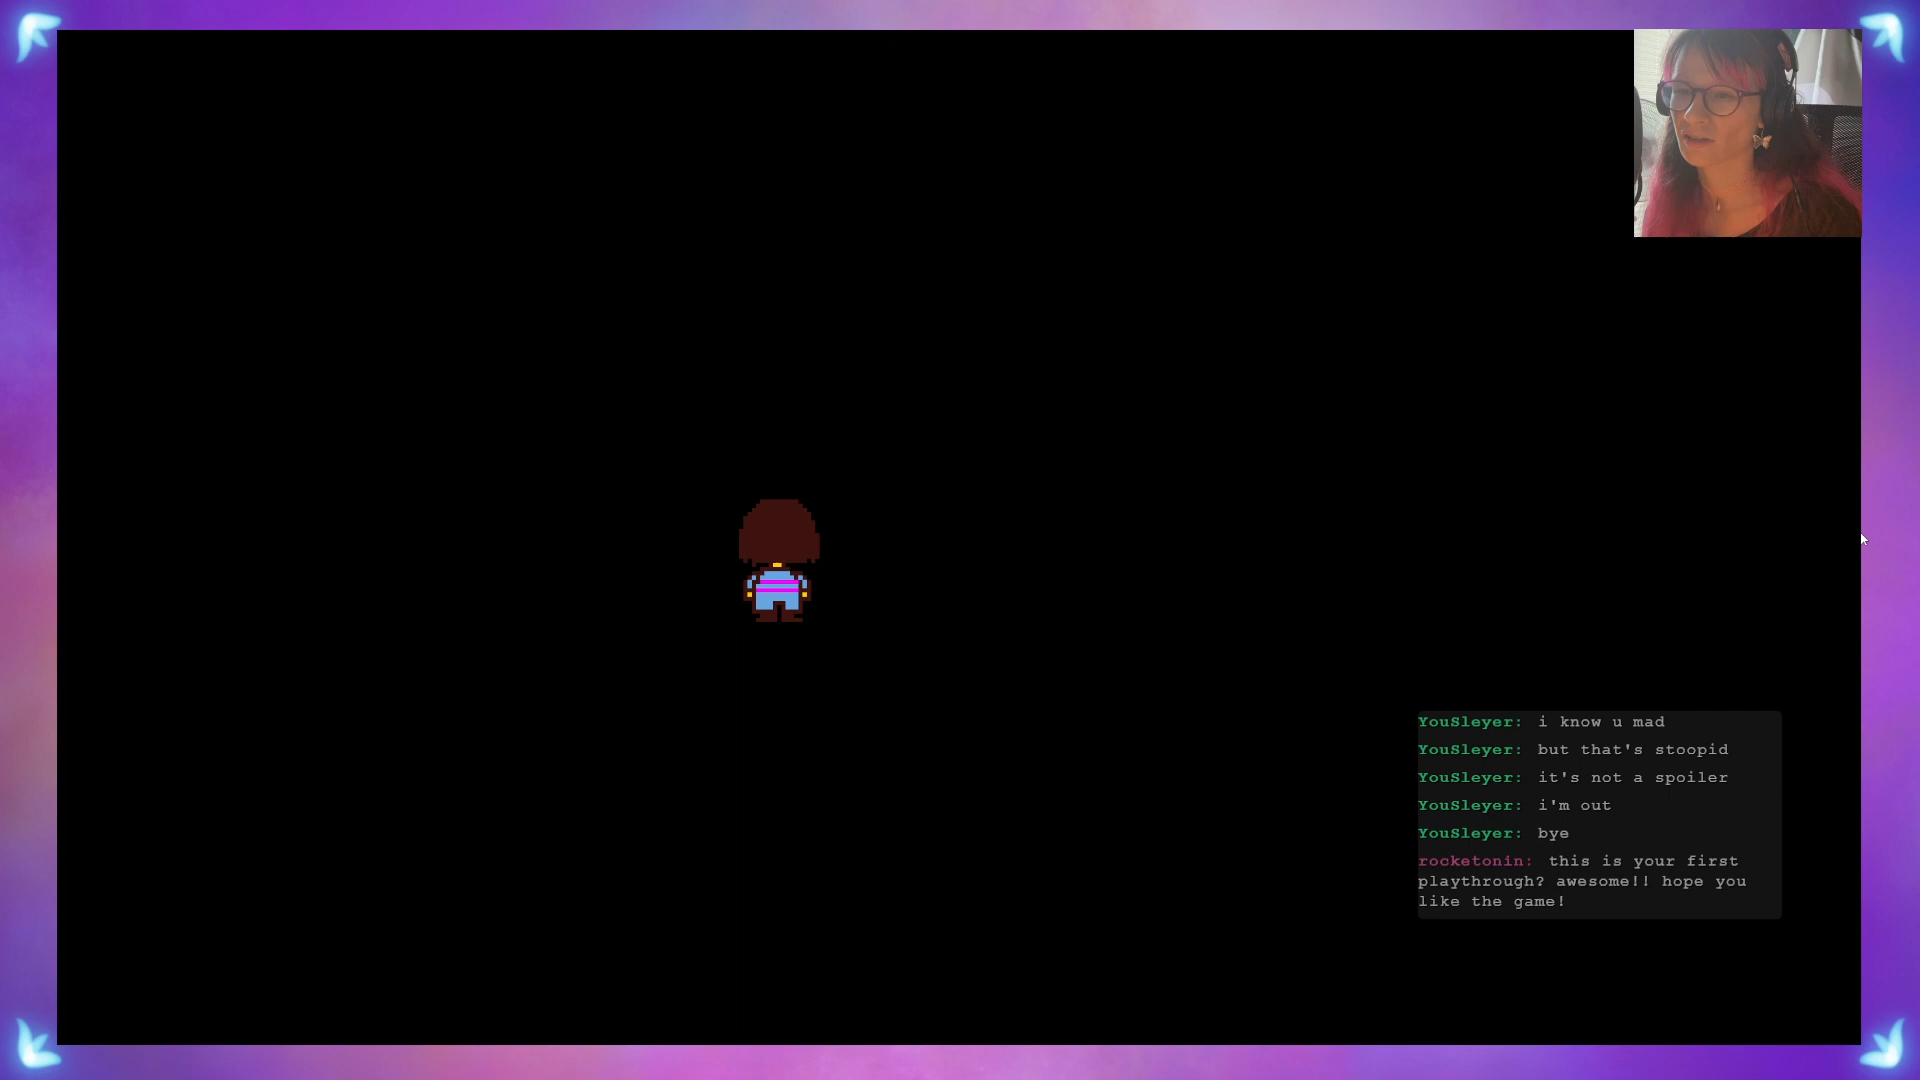 YouSleyer: i know u mad
YouSleyer: but that's stoopid
YouSleyer: it's not a spoiler
YouSleyer: i'm out
YouSleyer: bye
rocketonin: this is your first
playthrough? awesome!! hope you
like the game!